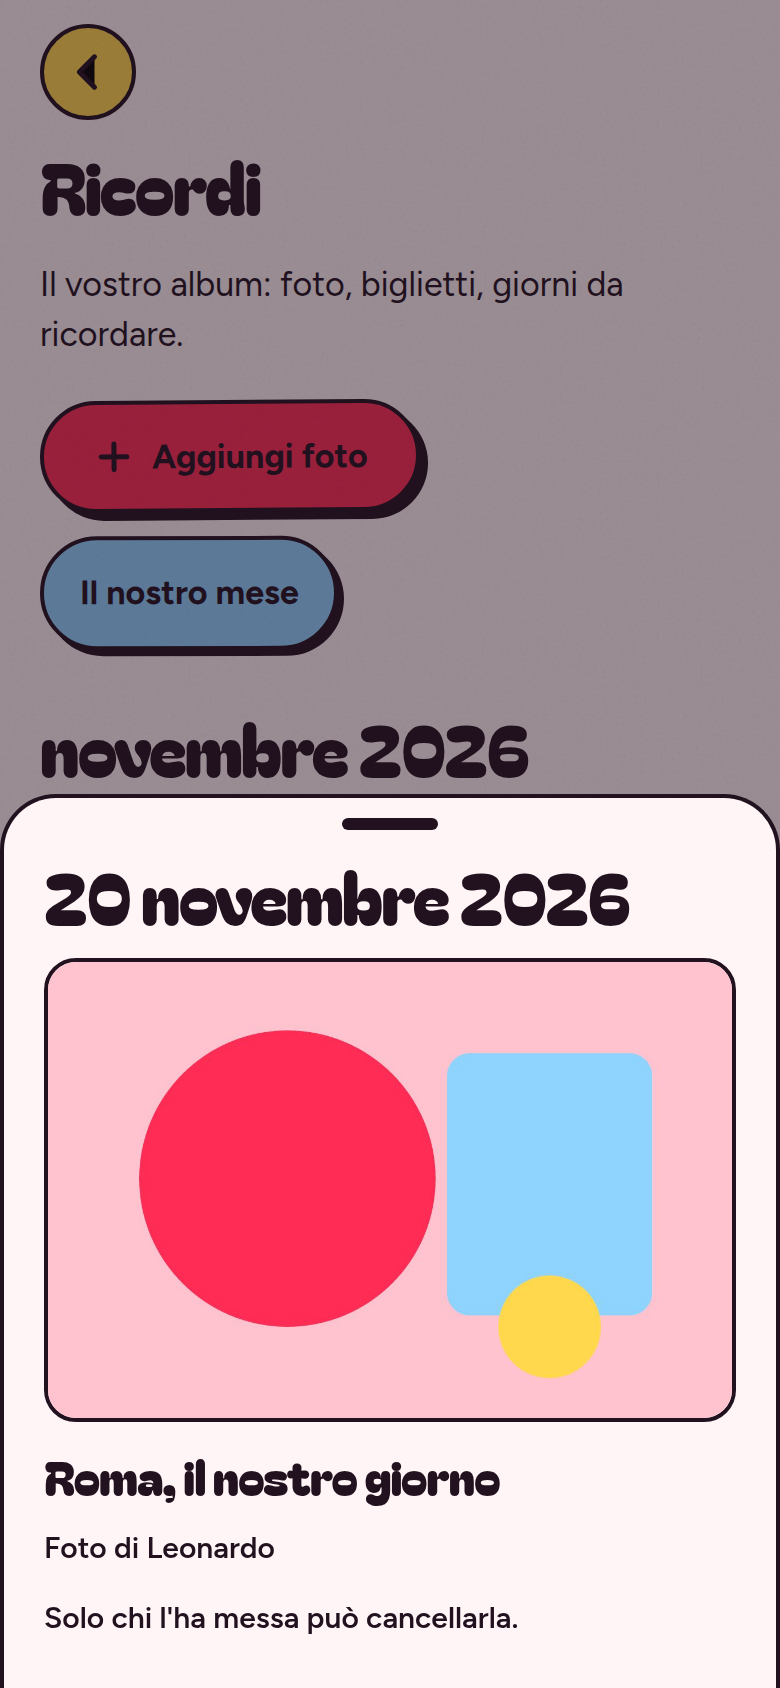 Ricordi
Il vostro album: foto, biglietti, giorni da
ricordare.
Aggiungi foto
Il nostro mese
novembre 2026
20 novembre 2026
Roma, il nostro giorno
Foto di Leonardo
Solo chi l'ha messa può cancellarla.